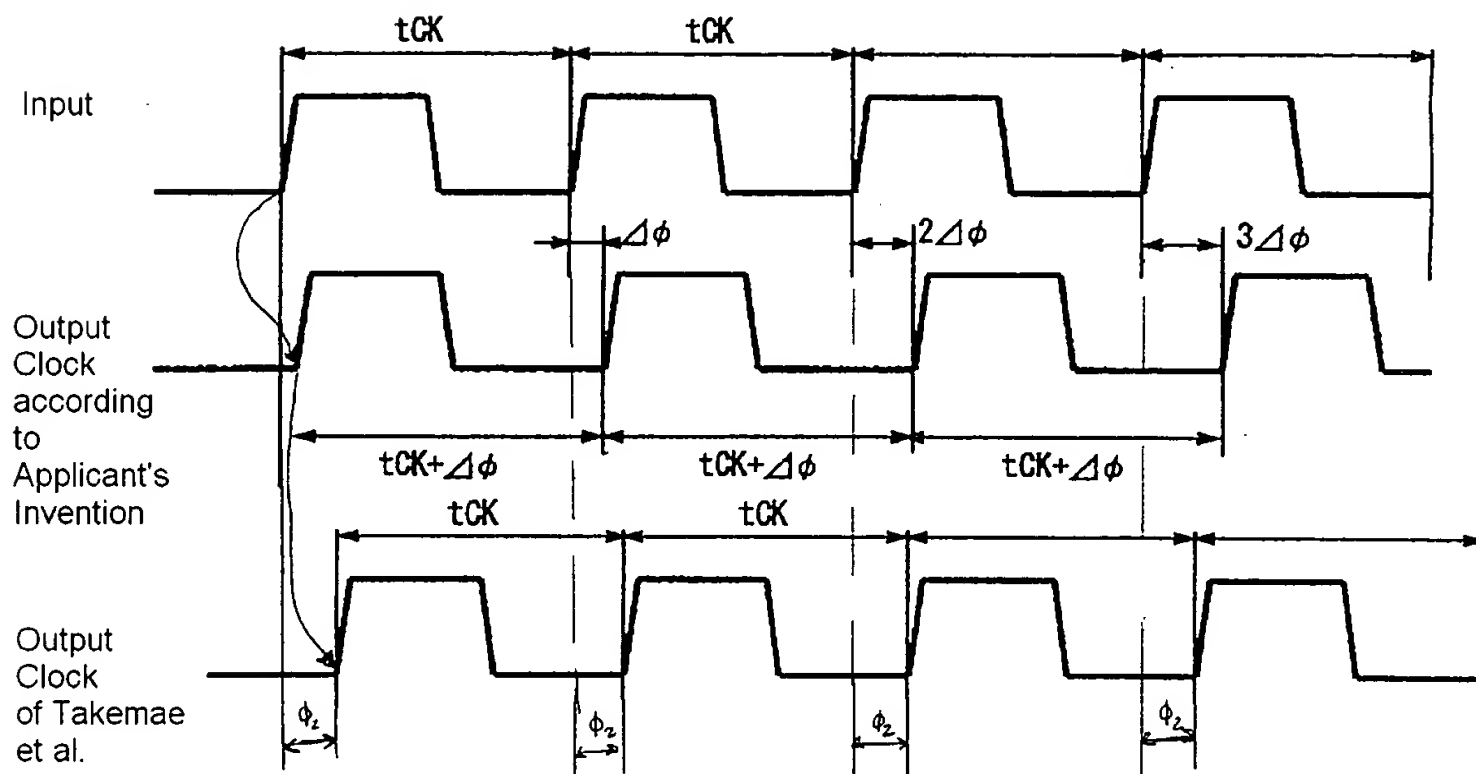 tCK tCK
Input
Δφ 2Δφ 3Δφ
Output
Clock
according
to
Applicant's
Invention
tCK+Δφ tCK+Δφ tCK+Δφ
tCK tCK
Output
Clock
of Takemae
et al.
ϕ₂ ϕ₂ ϕ₂ ϕ₂